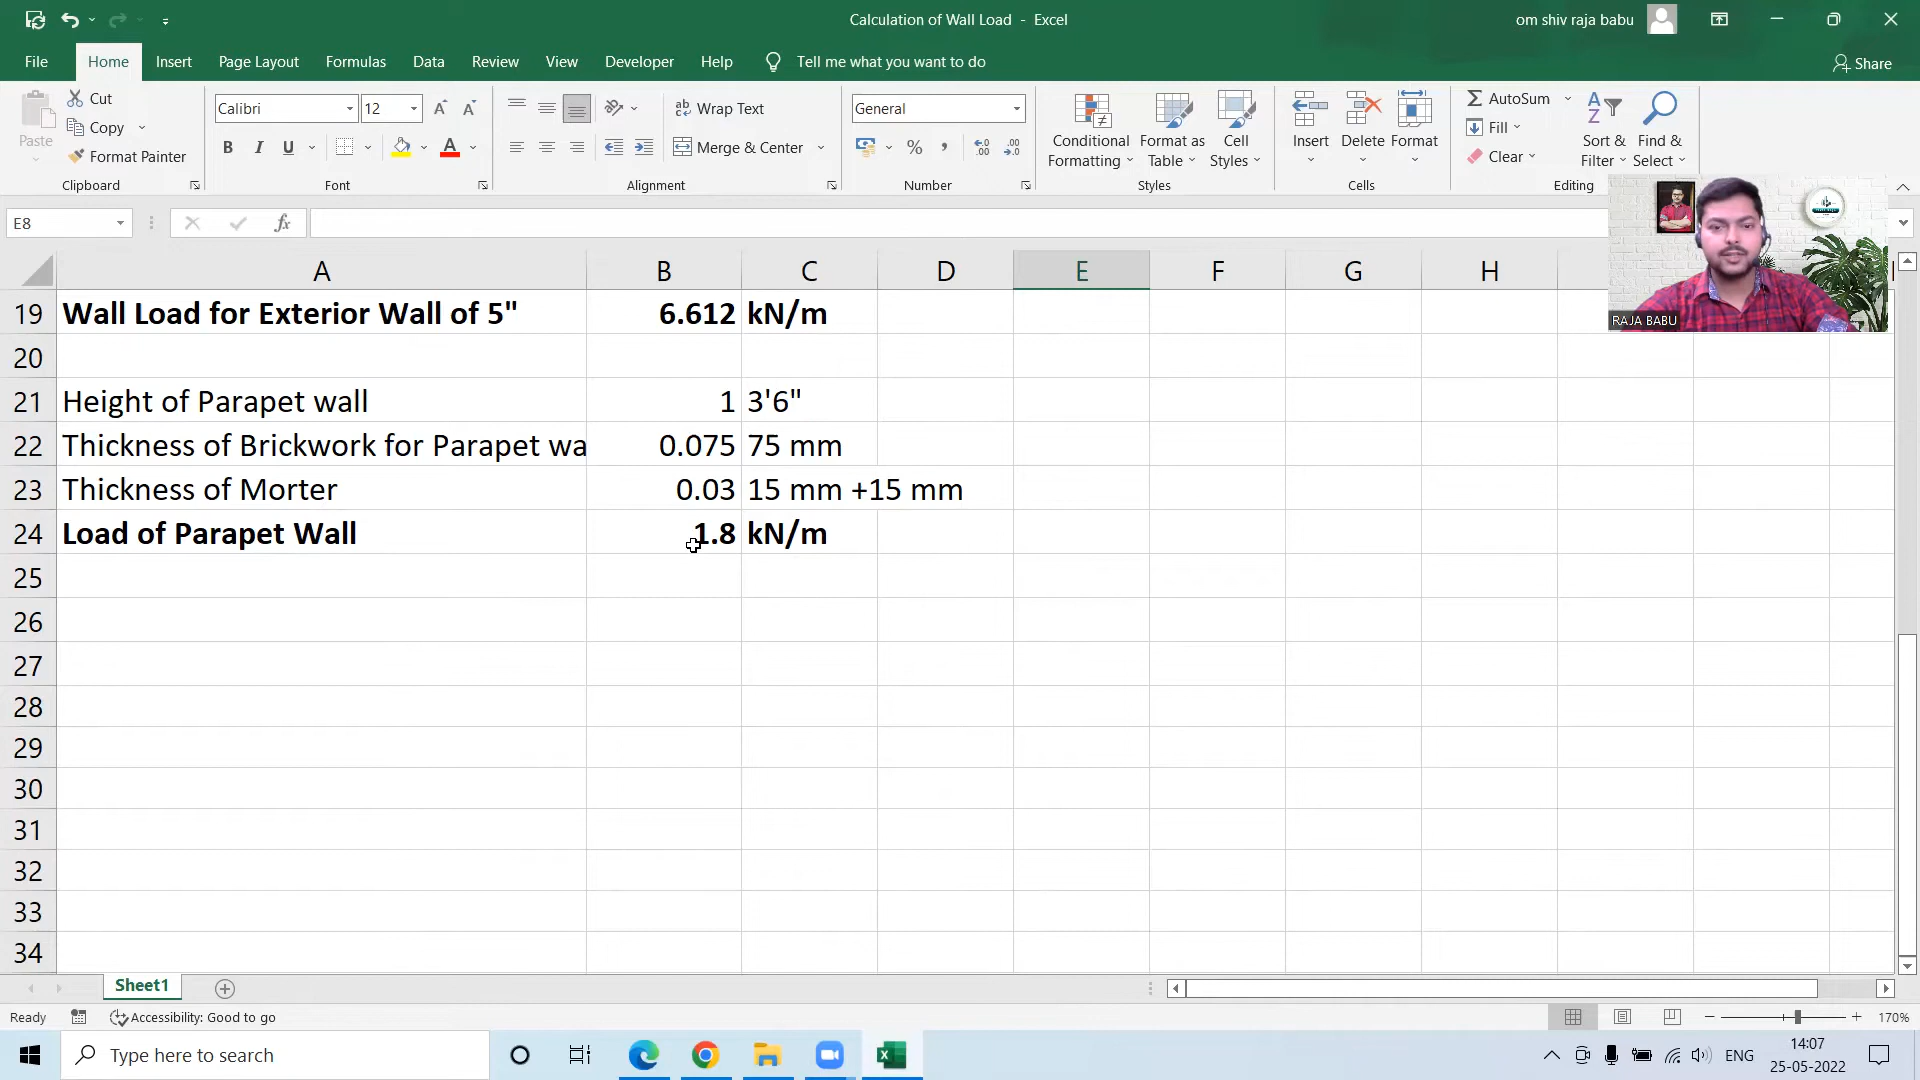 Calculation of Wall Load - Excel
om shiv raja babu
File Home Insert Page Layout Formulas Data Review View Developer Help Tell me what you want to do Share
Paste
Cut
Copy
Format Painter
Clipboard
Calibri 12
B I U A
Font
ab Wrap Text
Merge & Center
Alignment
General
% ,
Number
Conditional Formatting
Format as Table
Cell Styles
Styles
Insert Delete Format
Cells
AutoSum
Fill
Clear
Sort & Filter
Find & Select
Editing
E8 fx
RAJA BABU
A B C D E F G H
19 Wall Load for Exterior Wall of 5" 6.612 kN/m
20
21 Height of Parapet wall 1 3'6"
22 Thickness of Brickwork for Parapet wa 0.075 75 mm
23 Thickness of Morter 0.03 15 mm +15 mm
24 Load of Parapet Wall 1.8 kN/m
25
26
27
28
29
30
31
32
33
34
Sheet1
Ready Accessibility: Good to go 170%
Type here to search
ENG
14:07
25-05-2022